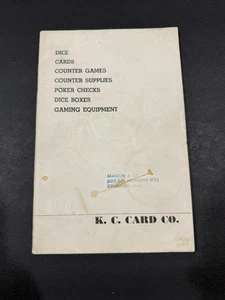 DICE
CARDS
COUNTER GAMES
COUNTER SUPPLIES
POKER CHECKS
DICE BOXES
GAMING EQUIPMENT
K. C. CARD CO.